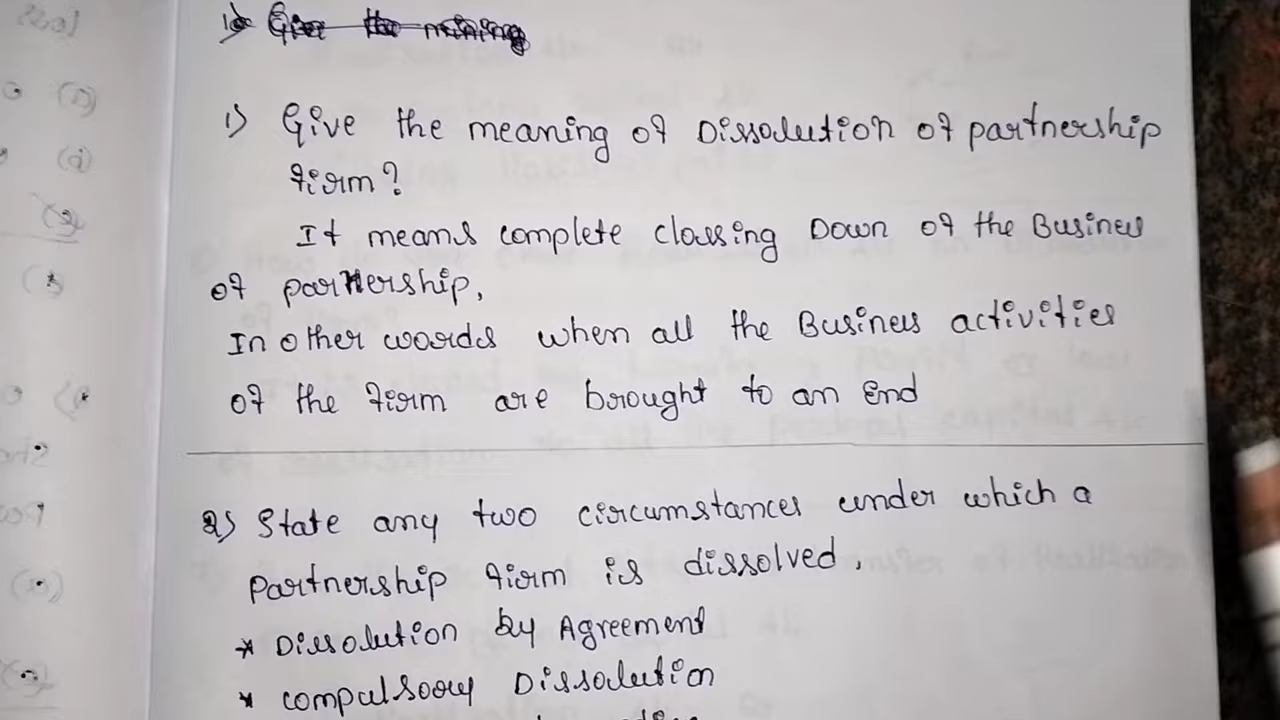 1) Give the meaning of Dissolution of partnership
firm?
It means complete clossing Down of the Business
of partnership,
In other words when all the Business activities
of the firm are brought to an End
2) State any two circumstances under which a
Partnership firm is dissolved.
* Dissolution by Agreement
* compulsory Dissolution